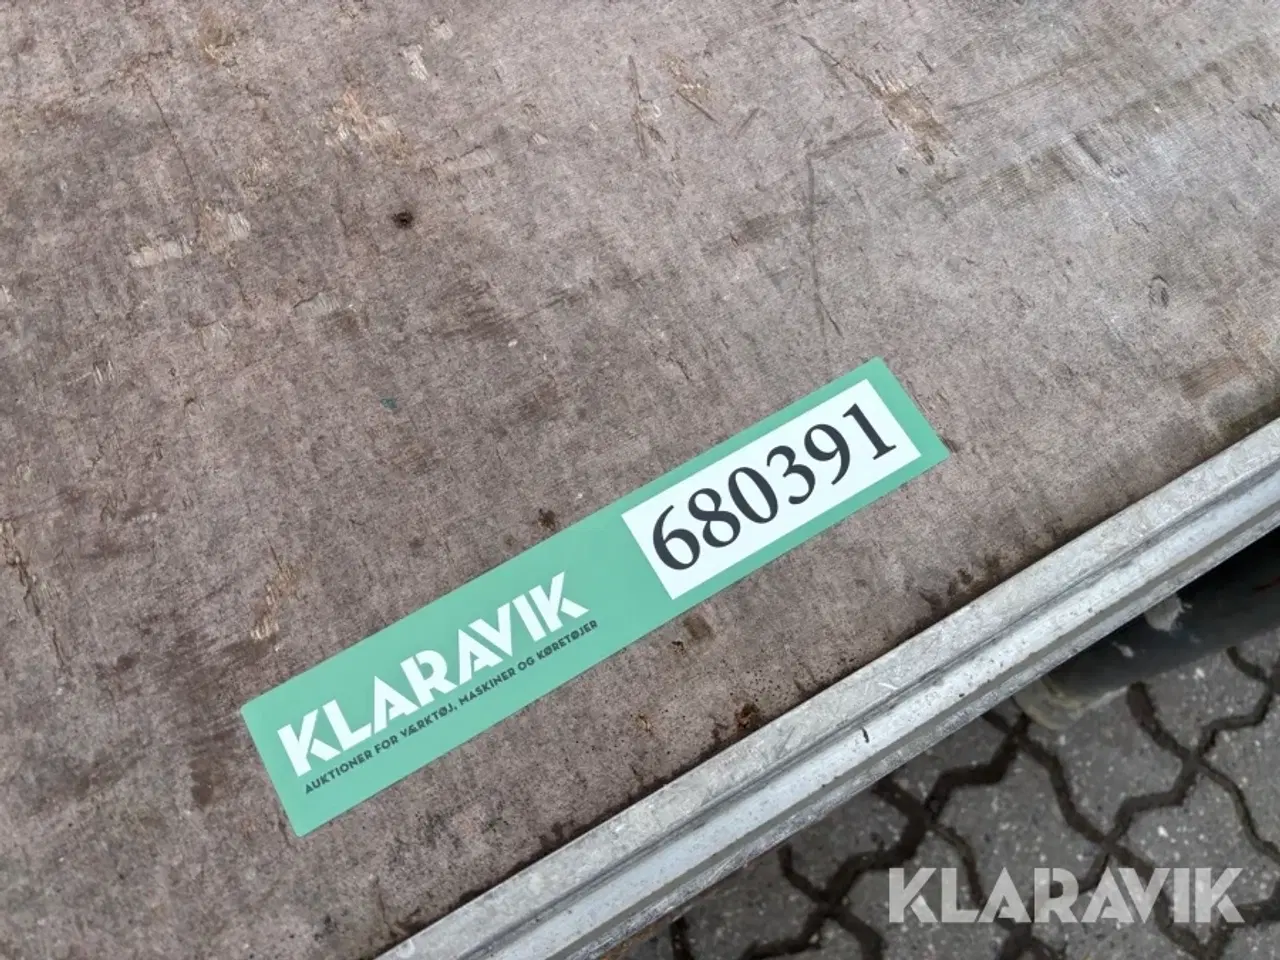 680391
KLARAVIK
AUKTIONER FOR VÆRKTØJ, MASKINER OG KØRETØJER
KLARAVIK